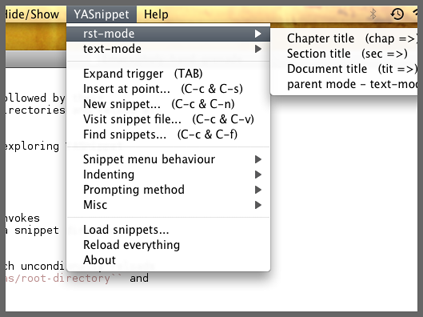 Hide/Show YASnippet Help
rst-mode
text-mode
Chapter title (chap =>)
Section title (sec =>)
Document title (tit =>)
parent mode - text-mod
Expand trigger (TAB)
Insert at point... (C-c & C-s)
New snippet... (C-c & C-n)
Visit snippet file... (C-c & C-v)
Find snippets... (C-c & C-f)
Snippet menu behaviour
Indenting
Prompting method
Misc
Load snippets...
Reload everything
About
ollowed by
irectories
exploring
nvokes
a snippet
ch uncondi
ns/root-directory`` and